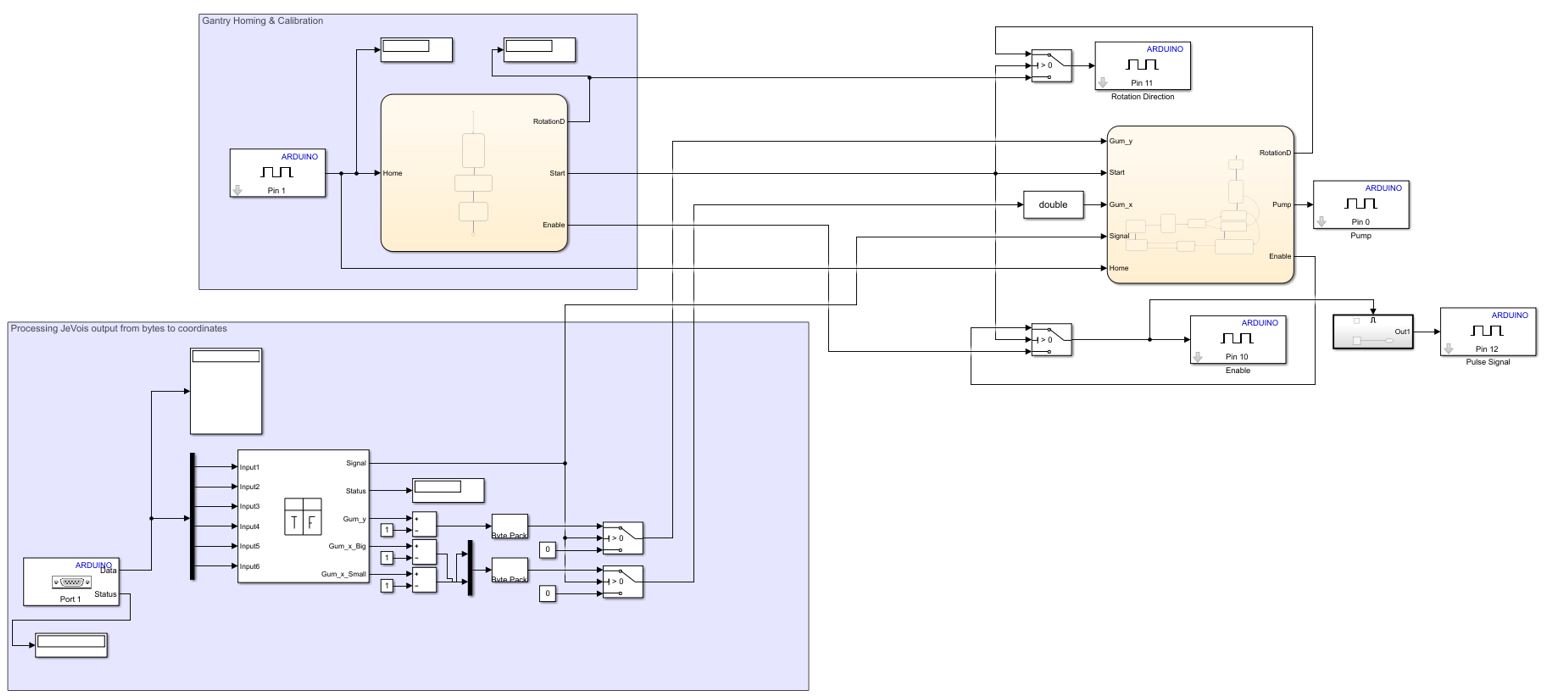 Gantry Homing & Calibration
ARDUINO
Pin 1
Home
RotationD
Start
Enable
> 0
ARDUINO
Pin 11
Rotation Direction
Gum_y
Start
double
Gum_x
Signal
Home
RotationD
Pump
Enable
ARDUINO
Pin 0
Pump
> 0
ARDUINO
Pin 10
Enable
Out1
ARDUINO
Pin 12
Pulse Signal
Processing JeVois output from bytes to coordinates
ARDUINO
Data
Status
Port 1
Input1
Input2
Input3
Input4
Input5
Input6
T F
Signal
Status
Gum_y
Gum_x_Big
Gum_x_Small
1
+
−
1
+
−
1
+
−
Byte Pack
Byte Pack
0
> 0
0
> 0